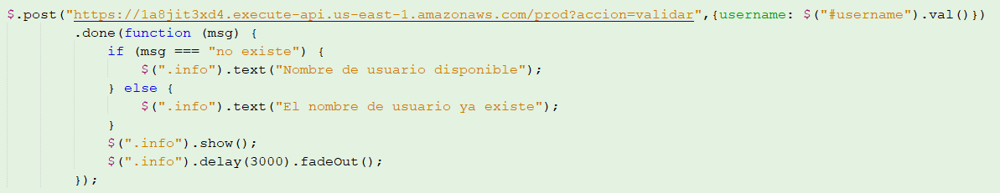 $.post("https://1a8jit3xd4.execute-api.us-east-1.amazonaws.com/prod?accion=validar",{username: $("#username").val()})
.done(function (msg) {
if (msg === "no existe") {
$(".info").text("Nombre de usuario disponible");
} else {
$(".info").text("El nombre de usuario ya existe");
}
$(".info").show();
$(".info").delay(3000).fadeOut();
});